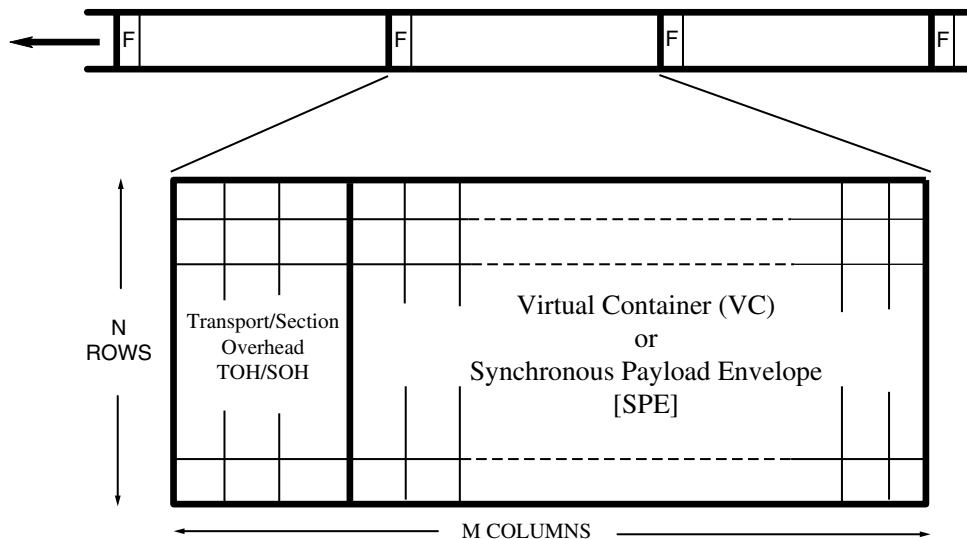 F
F
F
F
N
ROWS
Transport/Section
Overhead
TOH/SOH
Virtual Container (VC)
or
Synchronous Payload Envelope
[SPE]
M COLUMNS